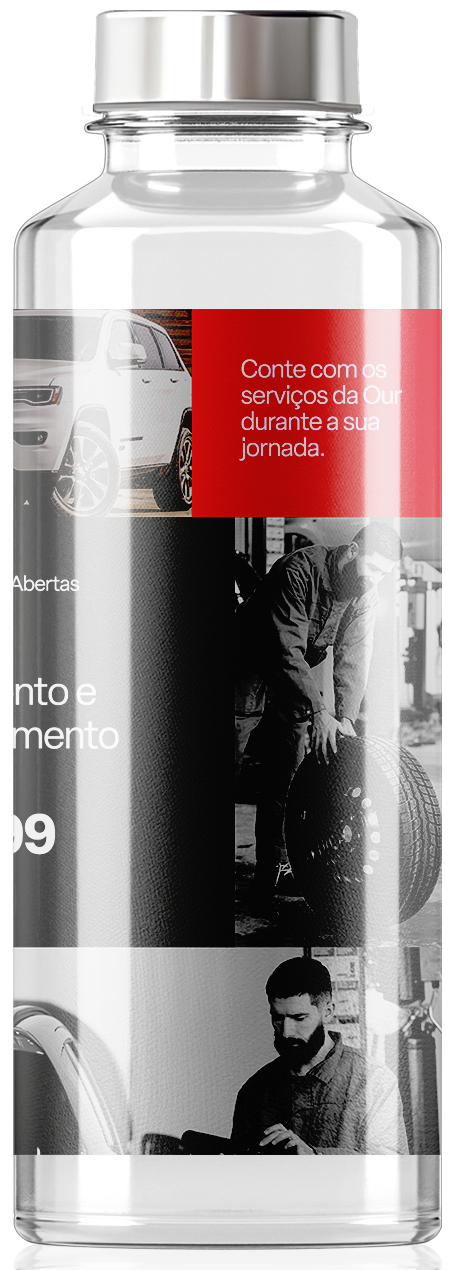 Conte com os
serviços da Our
durante a sua
jornada.
Abertas
nto e
mento
99